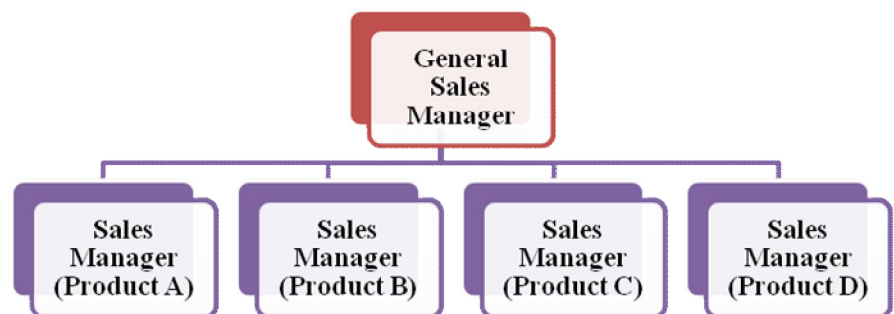 General
Sales
Manager
Sales
Manager
(Product A)
Sales
Manager
(Product B)
Sales
Manager
(Product C)
Sales
Manager
(Product D)